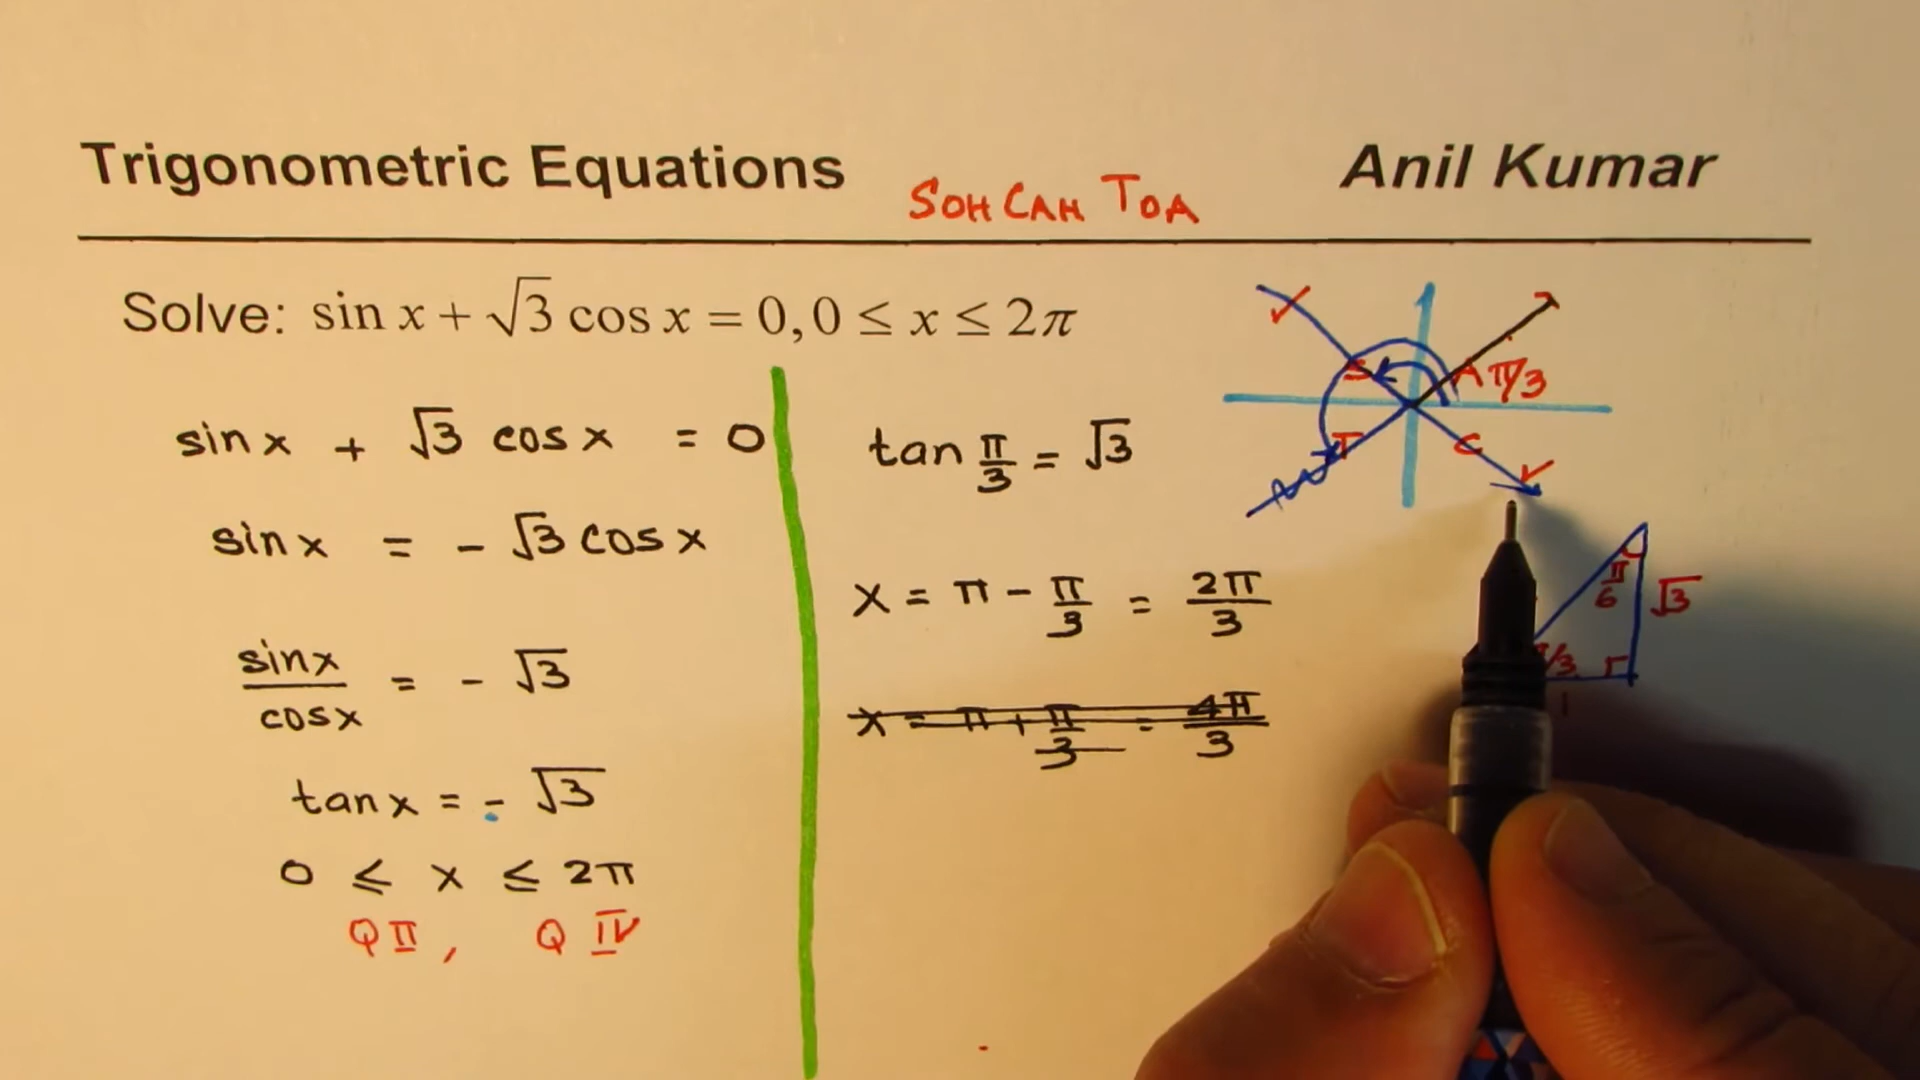 Trigonometric Equations
SOH CAH TOA
Anil Kumar
Solve: sin x + √3 cos x = 0, 0 ≤ x ≤ 2π
sin x + √3 cos x = 0
sin x = - √3 cos x
sin x / cos x = - √3
tan x = - √3
0 ≤ x ≤ 2π
Q II , Q IV
tan π/3 = √3
x = π - π/3 = 2π/3
x = π + π/3 = 4π/3
S A π/3
T C
π/6 √3
1